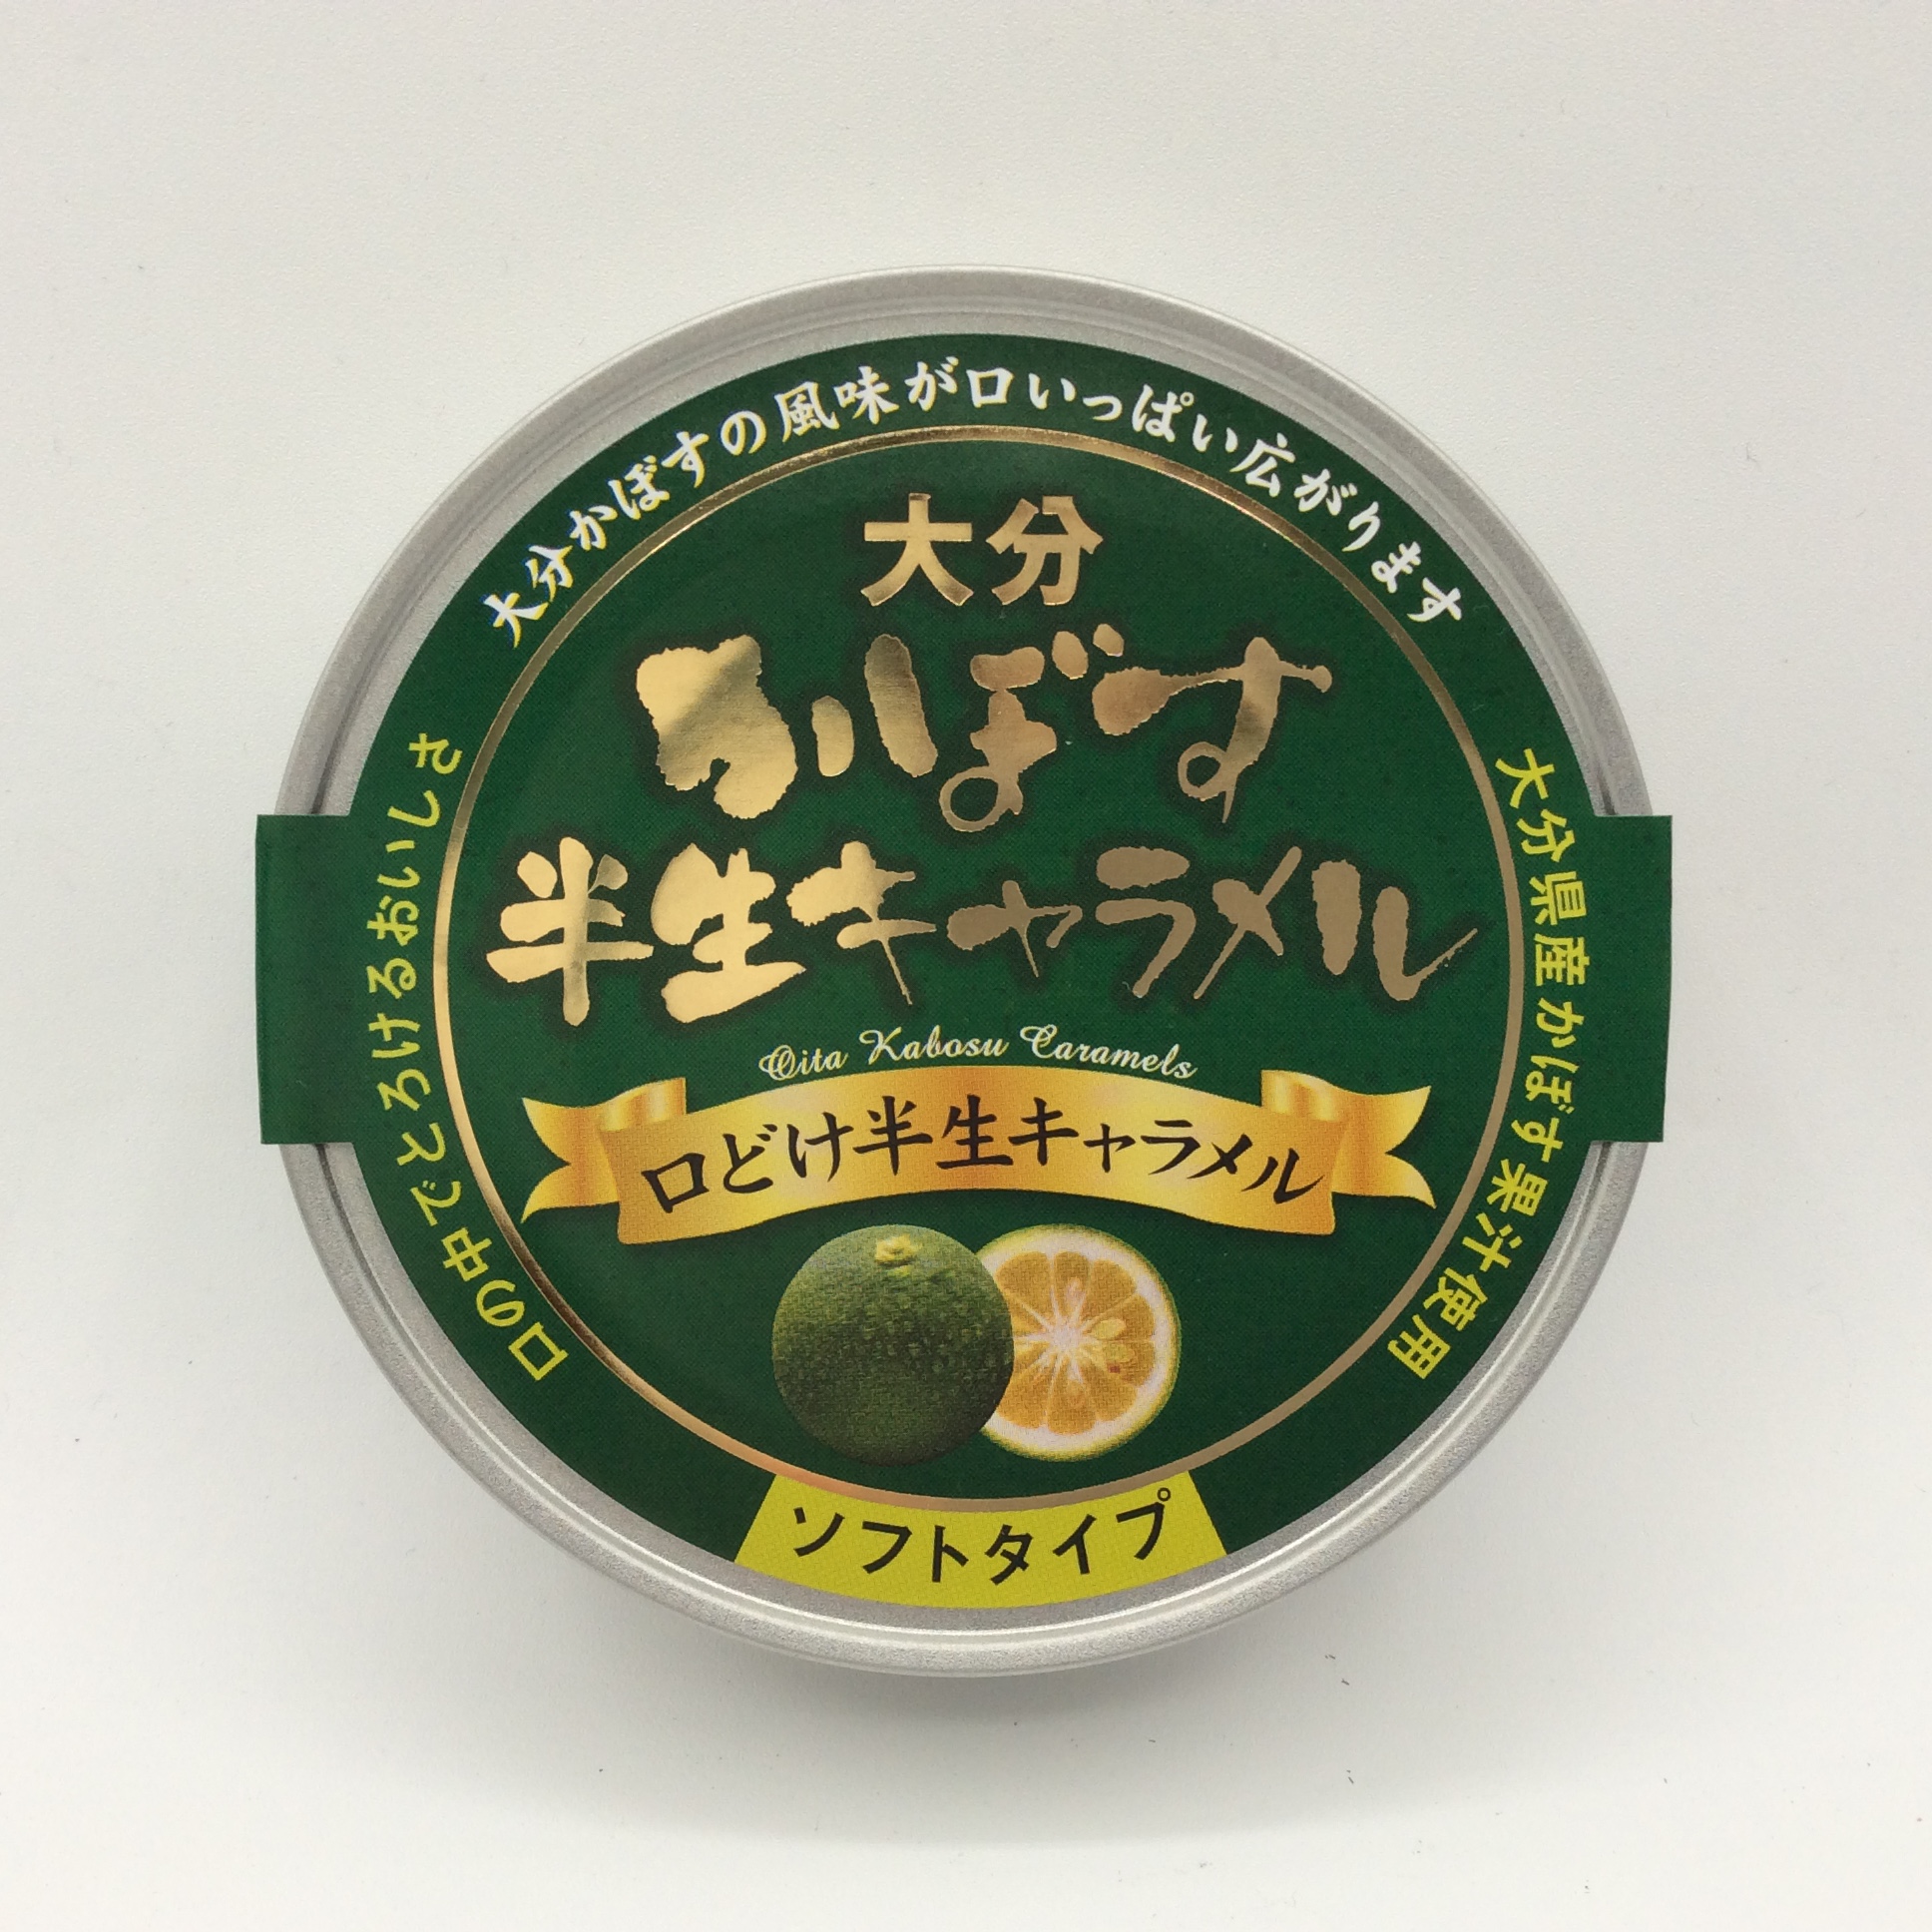 大分かぼすの風味が口いっぱい広がります
大分
かぼす
半生キャラメル
Oita Kabosu Caramels
口どけ半生キャラメル
口の中でとろけるおいしさ
大分県産かぼす果汁使用
ソフトタイプ